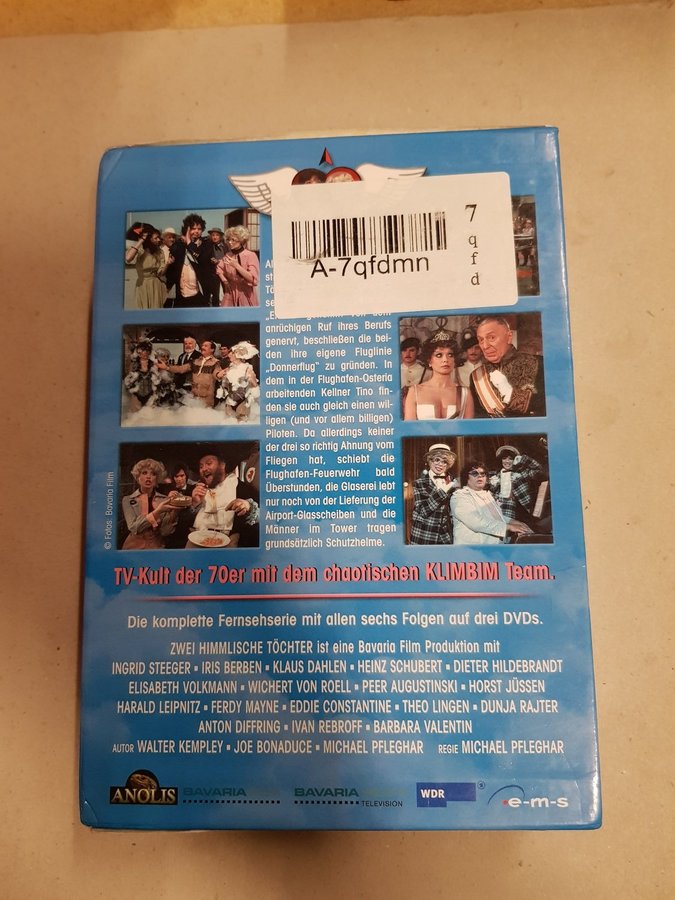 A-7qfdmn
7
q
f
d
anrüchigen Ruf ihres Berufs
genervt, beschließen die bei-
den ihre eigene Fluglinie
„Donnerflug" zu gründen. In
dem in der Flughafen-Osteria
arbeitenden Kellner Tino fin-
den sie auch gleich einen wil-
ligen (und vor allem billigen)
Piloten. Da allerdings keiner
der drei so richtig Ahnung vom
Fliegen hat, schiebt die
Flughafen-Feuerwehr bald
Überstunden, die Glaserei lebt
nur noch von der Lieferung der
Airport-Glasscheiben und die
Männer im Tower tragen
grundsätzlich Schutzhelme.
© Fotos: Bavaria Film
TV-Kult der 70er mit dem chaotischen KLIMBIM Team.
Die komplette Fernsehserie mit allen sechs Folgen auf drei DVDs.
ZWEI HIMMLISCHE TÖCHTER ist eine Bavaria Film Produktion mit
INGRID STEEGER ▪ IRIS BERBEN ▪ KLAUS DAHLEN ▪ HEINZ SCHUBERT ▪ DIETER HILDEBRANDT
ELISABETH VOLKMANN ▪ WICHERT VON ROELL ▪ PEER AUGUSTINSKI ▪ HORST JÜSSEN
HARALD LEIPNITZ ▪ FERDY MAYNE ▪ EDDIE CONSTANTINE ▪ THEO LINGEN ▪ DUNJA RAJTER
ANTON DIFFRING ▪ IVAN REBROFF ▪ BARBARA VALENTIN
AUTOR WALTER KEMPLEY ▪ JOE BONADUCE ▪ MICHAEL PFLEGHAR REGIE MICHAEL PFLEGHAR
ANOLIS
BAVARIA
BAVARIA
TELEVISION
WDR
e-m-s